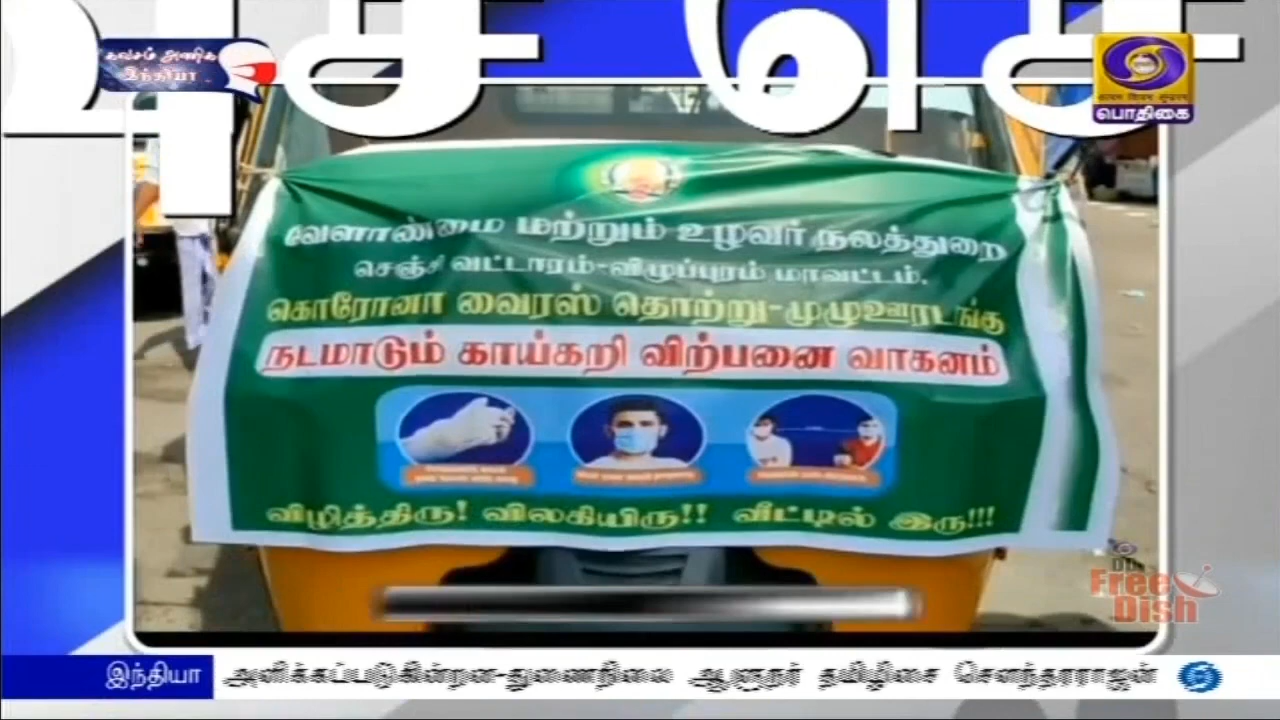 கவசம் அணிக
இந்தியா
பொதிகை
வேளாண்மை மற்றும் உழவர் நலத்துறை
செஞ்சி வட்டாரம்-விழுப்புரம் மாவட்டம்.
கொரோனா வைரஸ் தொற்று-முழுஊரடங்கு
நடமாடும் காய்கறி விற்பனை வாகனம்
விழித்திரு! விலகியிரு!! வீட்டில் இரு!!!
DD
Free
Dish
இந்தியா அளிக்கப்படுகின்றன-துணைநிலை ஆளுநர் தமிழிசை சௌந்தரராஜன்